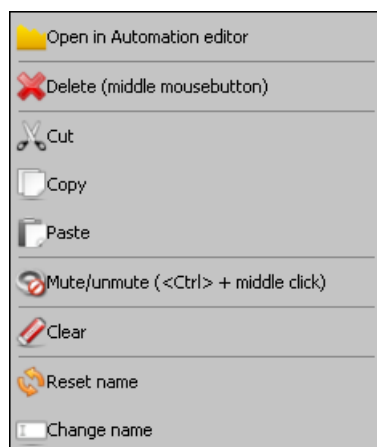 Open in Automation editor
Delete (middle mousebutton)
Cut
Copy
Paste
Mute/unmute (<Ctrl> + middle click)
Clear
Reset name
Change name